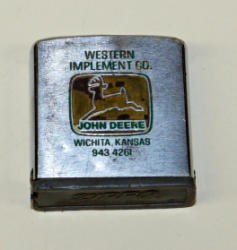 WESTERN
IMPLEMENT CO.
JOHN DEERE
WICHITA, KANSAS
943 4261